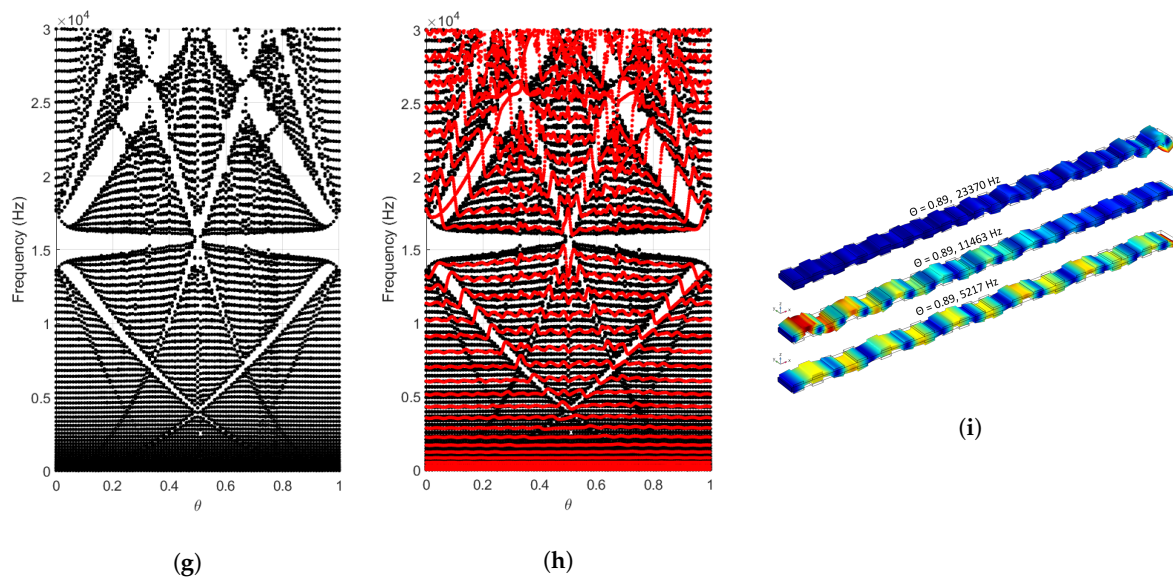 ×10⁴
3
2.5
2
1.5
1
0.5
0
Frequency (Hz)
0 0.2 0.4 0.6 0.8 1
θ
(g)
×10⁴
3
2.5
2
1.5
1
0.5
0
Frequency (Hz)
0 0.2 0.4 0.6 0.8 1
θ
(h)
Θ = 0.89, 23370 Hz
Θ = 0.89, 11463 Hz
Θ = 0.89, 5217 Hz
(i)